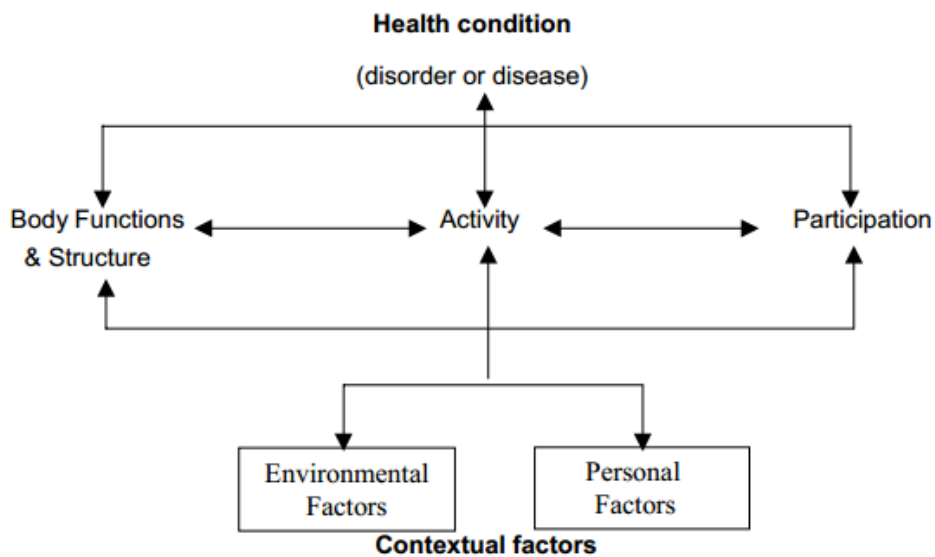 Health condition
(disorder or disease)
Body Functions
& Structure
Activity
Participation
Environmental
Factors
Personal
Factors
Contextual factors